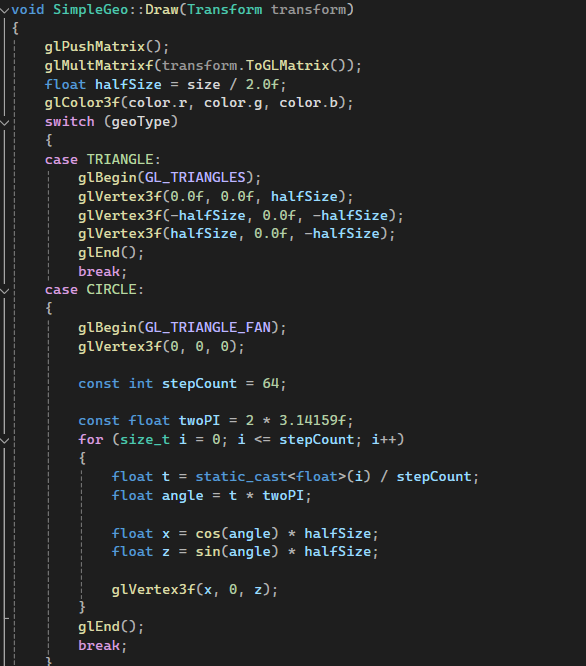 void SimpleGeo::Draw(Transform transform)
{
glPushMatrix();
glMultMatrixf(transform.ToGLMatrix());
float halfSize = size / 2.0f;
glColor3f(color.r, color.g, color.b);
switch (geoType)
{
case TRIANGLE:
glBegin(GL_TRIANGLES);
glVertex3f(0.0f, 0.0f, halfSize);
glVertex3f(-halfSize, 0.0f, -halfSize);
glVertex3f(halfSize, 0.0f, -halfSize);
glEnd();
break;
case CIRCLE:
{
glBegin(GL_TRIANGLE_FAN);
glVertex3f(0, 0, 0);
const int stepCount = 64;
const float twoPI = 2 * 3.14159f;
for (size_t i = 0; i <= stepCount; i++)
{
float t = static_cast<float>(i) / stepCount;
float angle = t * twoPI;
float x = cos(angle) * halfSize;
float z = sin(angle) * halfSize;
glVertex3f(x, 0, z);
}
glEnd();
break;
}